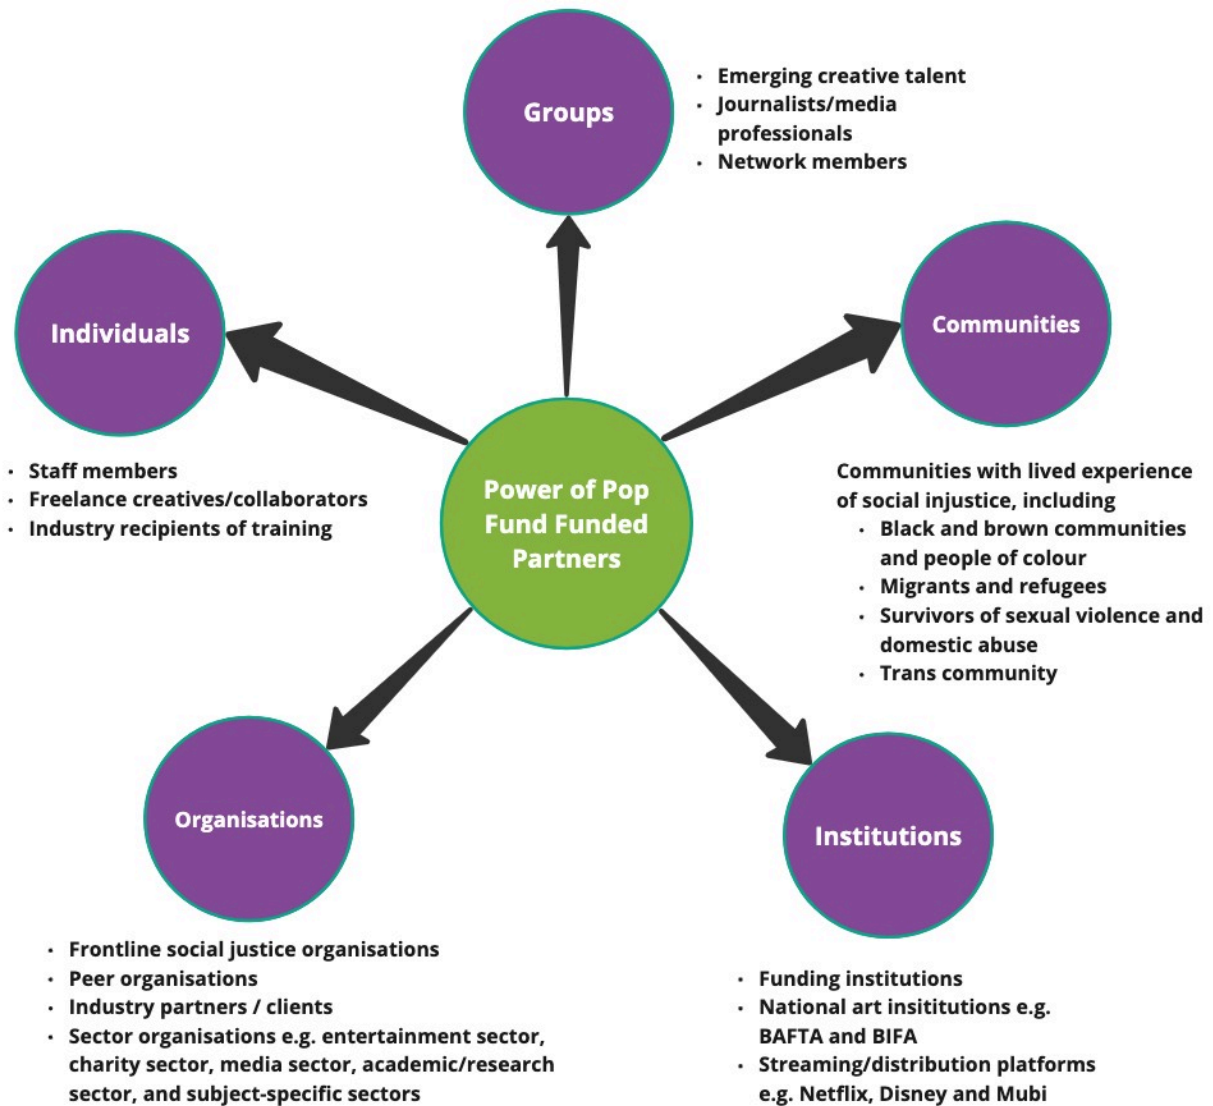 Groups
· Emerging creative talent
· Journalists/media
professionals
· Network members
Individuals
· Staff members
· Freelance creatives/collaborators
· Industry recipients of training
Communities
Communities with lived experience
of social injustice, including
· Black and brown communities
and people of colour
· Migrants and refugees
· Survivors of sexual violence and
domestic abuse
· Trans community
Power of Pop
Fund Funded
Partners
Organisations
· Frontline social justice organisations
· Peer organisations
· Industry partners / clients
· Sector organisations e.g. entertainment sector,
charity sector, media sector, academic/research
sector, and subject-specific sectors
Institutions
· Funding institutions
· National art insititutions e.g.
BAFTA and BIFA
· Streaming/distribution platforms
e.g. Netflix, Disney and Mubi